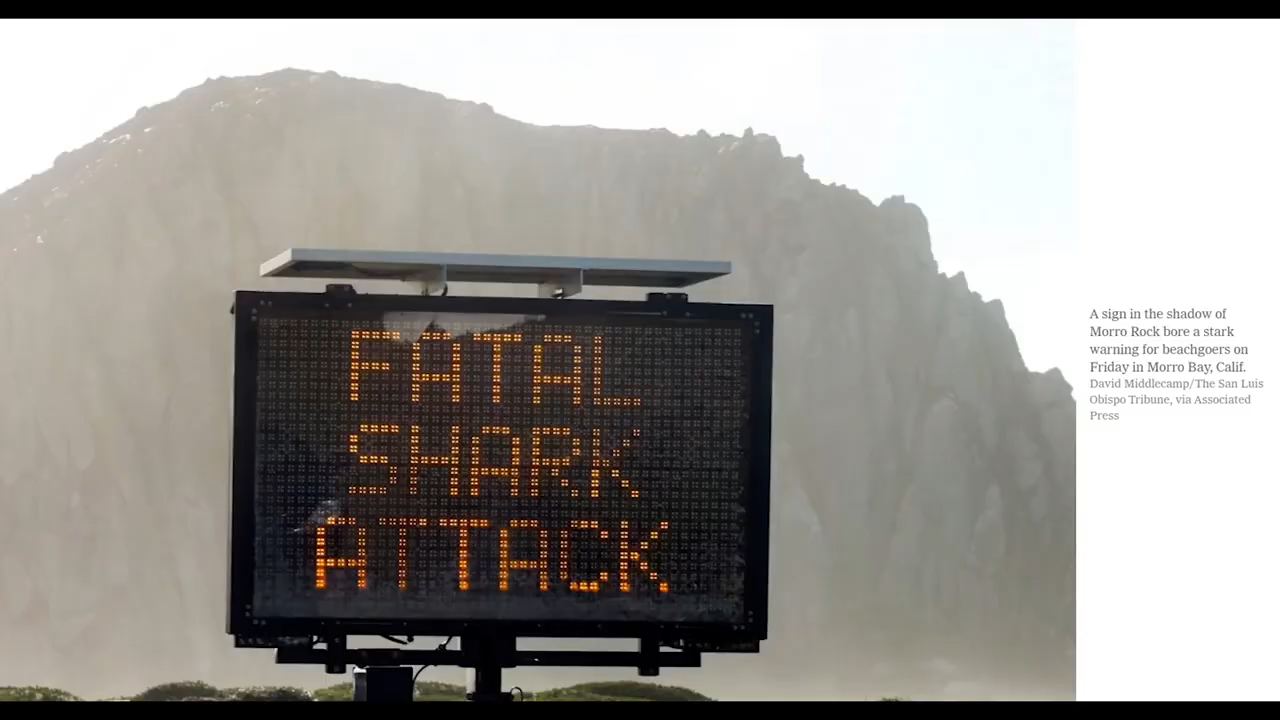 FATAL
SHARK
ATTACK
A sign in the shadow of
Morro Rock bore a stark
warning for beachgoers on
Friday in Morro Bay, Calif.
David Middlecamp/The San Luis
Obispo Tribune, via Associated
Press